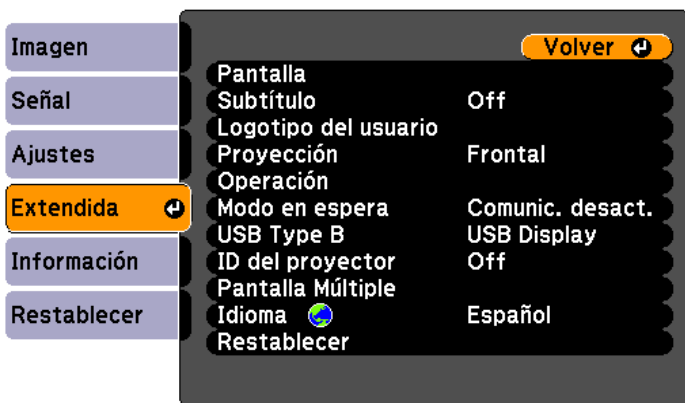 Imagen
Señal
Ajustes
Extendida
Información
Restablecer
Volver
Pantalla
Subtítulo Off
Logotipo del usuario
Proyección Frontal
Operación
Modo en espera Comunic. desact.
USB Type B USB Display
ID del proyector Off
Pantalla Múltiple
Idioma Español
Restablecer